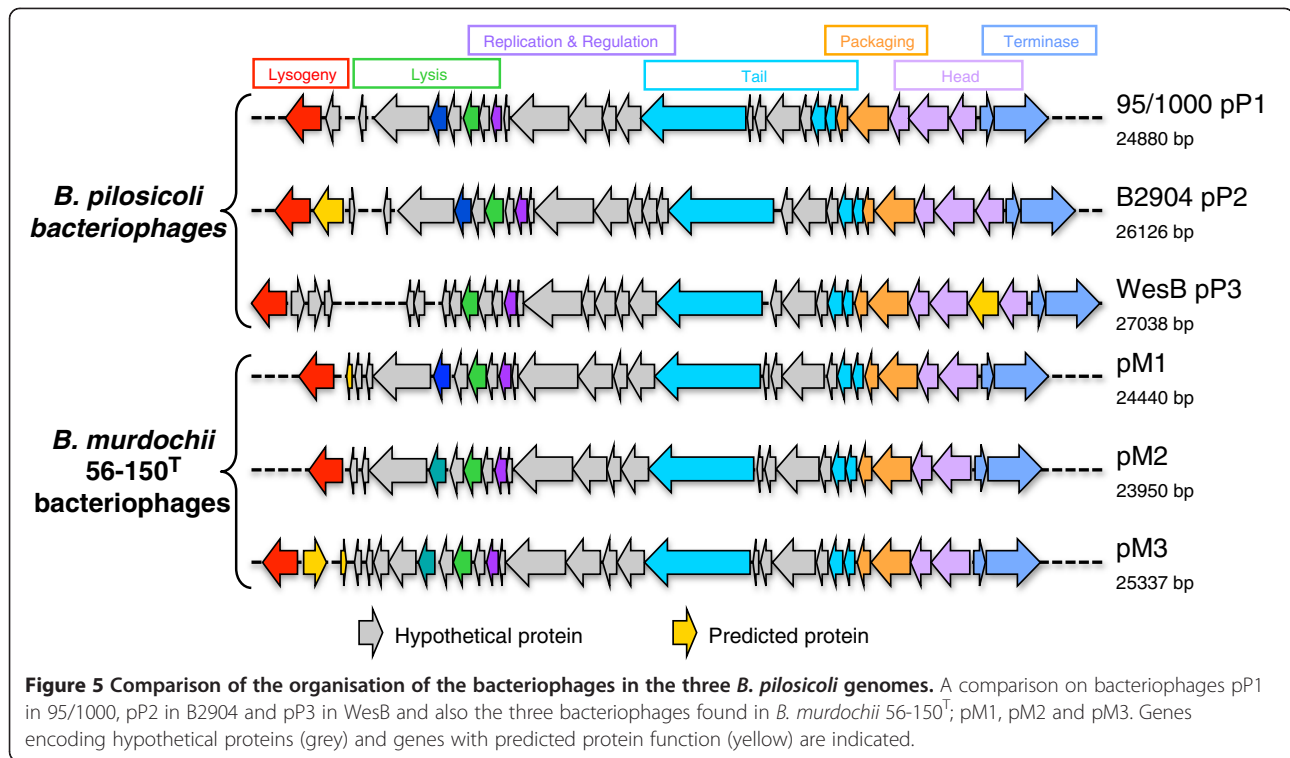 Replication & Regulation
Packaging
Terminase
Lysogeny
Lysis
Tail
Head
95/1000 pP1
24880 bp
B. pilosicoli
bacteriophages
B2904 pP2
26126 bp
WesB pP3
27038 bp
pM1
24440 bp
B. murdochii
56-150ᵀ
bacteriophages
pM2
23950 bp
pM3
25337 bp
Hypothetical protein
Predicted protein
Figure 5 Comparison of the organisation of the bacteriophages in the three B. pilosicoli genomes. A comparison on bacteriophages pP1
in 95/1000, pP2 in B2904 and pP3 in WesB and also the three bacteriophages found in B. murdochii 56-150ᵀ; pM1, pM2 and pM3. Genes
encoding hypothetical proteins (grey) and genes with predicted protein function (yellow) are indicated.